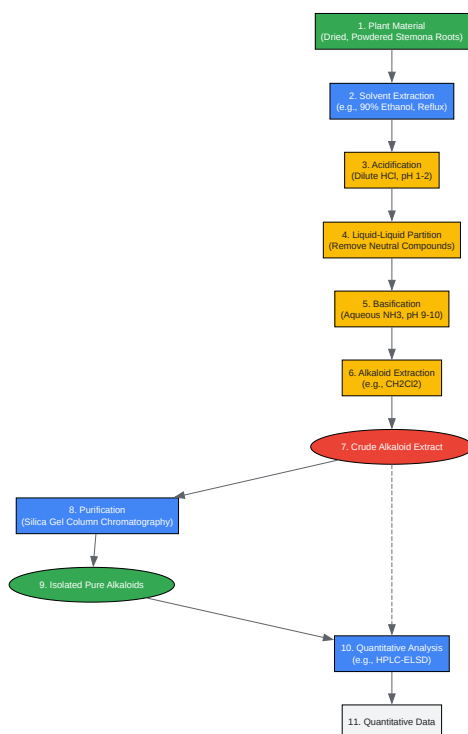 1. Plant Material
(Dried, Powdered Stemona Roots)
2. Solvent Extraction
(e.g., 90% Ethanol, Reflux)
3. Acidification
(Dilute HCl, pH 1-2)
4. Liquid-Liquid Partition
(Remove Neutral Compounds)
5. Basification
(Aqueous NH3, pH 9-10)
6. Alkaloid Extraction
(e.g., CH2Cl2)
7. Crude Alkaloid Extract
8. Purification
(Silica Gel Column Chromatography)
9. Isolated Pure Alkaloids
10. Quantitative Analysis
(e.g., HPLC-ELSD)
11. Quantitative Data